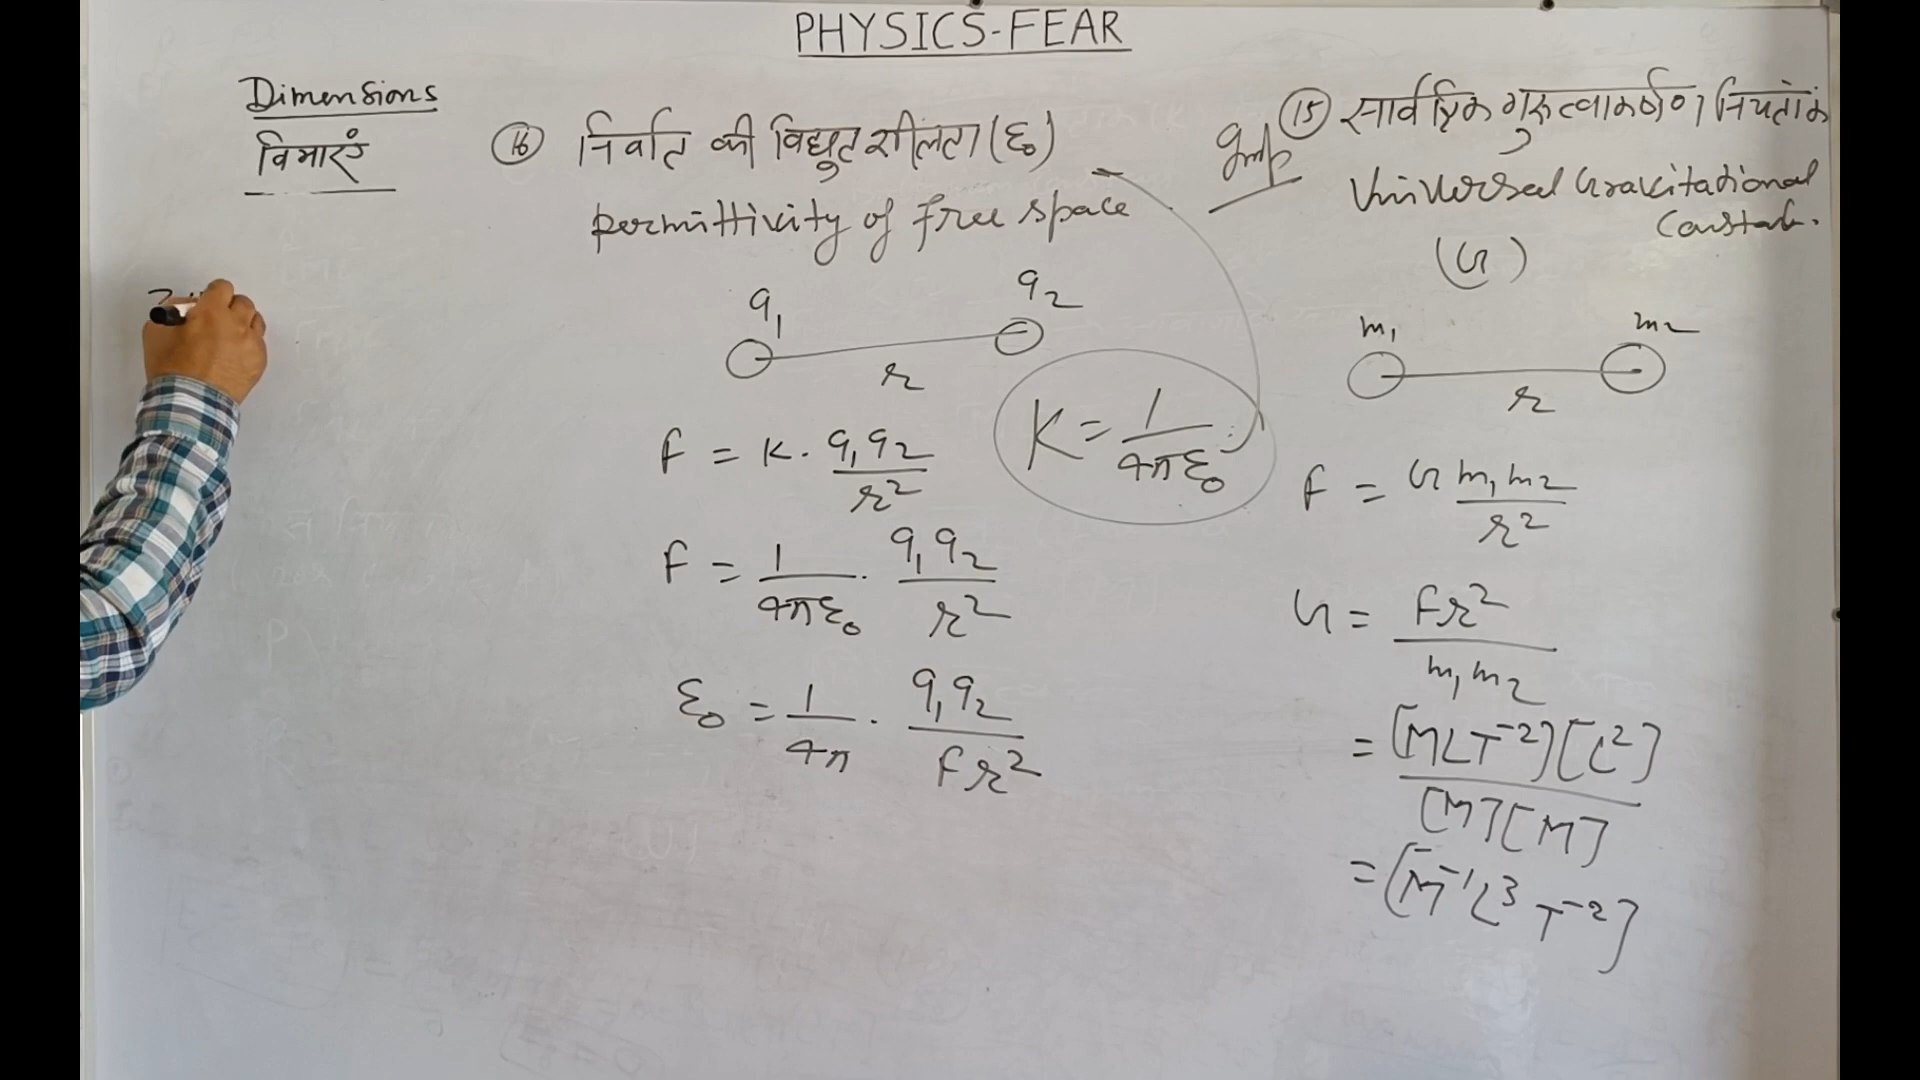 PHYSICS-FEAR
Dimensions
विमाएं
(16) निर्वात की विद्युतशीलता (ε₀)
permittivity of free space
q₁ q₂
r
F = K · q₁q₂ / r²
K = 1 / 4πε₀
F = 1 / 4πε₀ · q₁q₂ / r²
ε₀ = 1 / 4π · q₁q₂ / Fr²
Imp
(15) सार्वत्रिक गुरुत्वाकर्षण नियतांक
Universal Gravitational
Constant.
(G)
m₁ m₂
r
F = G m₁m₂ / r²
G = Fr² / m₁m₂
= [MLT⁻²][L²] / [M][M]
= [M⁻¹L³T⁻²]